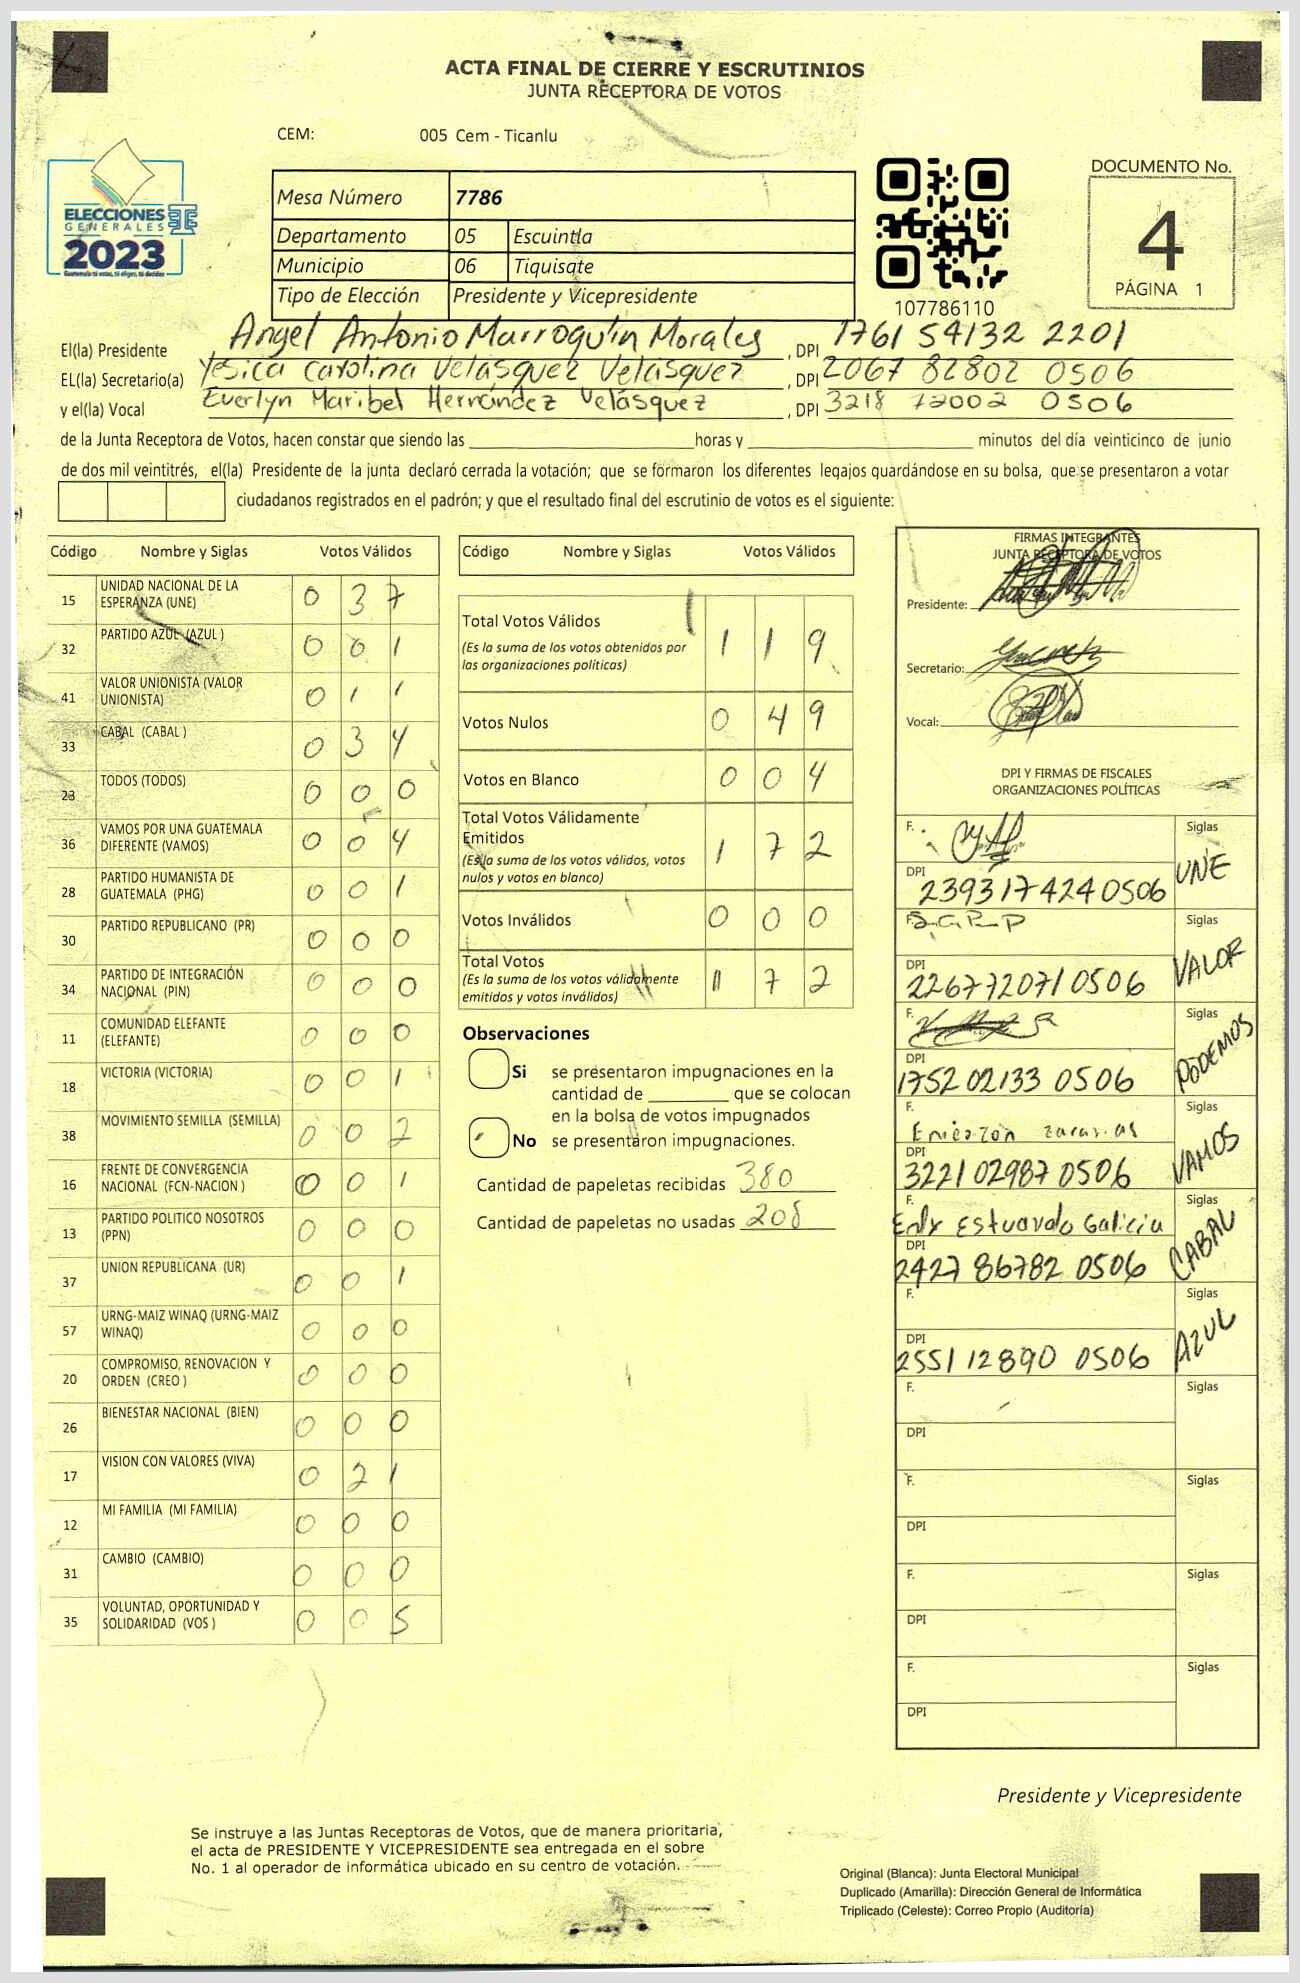 ACTA FINAL DE CIERRE Y ESCRUTINIOS
JUNTA RECEPTORA DE VOTOS
CEM: 005 Cem - Ticanlu
ELECCIONES
GENERALES
2023
Guatemala tú votas, tú eliges, tú decides
Mesa Número 7786
Departamento 05 Escuintla
Municipio 06 Tiquisate
Tipo de Elección Presidente y Vicepresidente
107786110
DOCUMENTO No.
4
PÁGINA 1
El(la) Presidente Angel Antonio Marroquín Morales , DPI 1761 54132 2201
EL(la) Secretario(a) Yesica Carolina Velásquez Velásquez , DPI 2067 82802 0506
y el(la) Vocal Everlyn Maribel Hernández Velásquez , DPI 3218 72002 0506
de la Junta Receptora de Votos, hacen constar que siendo las horas y minutos del día veinticinco de junio
de dos mil veintitrés, el(la) Presidente de la junta declaró cerrada la votación; que se formaron los diferentes legajos guardándose en su bolsa, que se presentaron a votar
ciudadanos registrados en el padrón; y que el resultado final del escrutinio de votos es el siguiente:
Código Nombre y Siglas Votos Válidos
15 UNIDAD NACIONAL DE LA ESPERANZA (UNE) 0 3 7
32 PARTIDO AZUL (AZUL ) 0 0 1
41 VALOR UNIONISTA (VALOR UNIONISTA) 0 1 1
33 CABAL (CABAL ) 0 3 4
23 TODOS (TODOS) 0 0 0
36 VAMOS POR UNA GUATEMALA DIFERENTE (VAMOS) 0 0 4
28 PARTIDO HUMANISTA DE GUATEMALA (PHG) 0 0 1
30 PARTIDO REPUBLICANO (PR) 0 0 0
34 PARTIDO DE INTEGRACIÓN NACIONAL (PIN) 0 0 0
11 COMUNIDAD ELEFANTE (ELEFANTE) 0 0 0
18 VICTORIA (VICTORIA) 0 0 1
38 MOVIMIENTO SEMILLA (SEMILLA) 0 0 2
16 FRENTE DE CONVERGENCIA NACIONAL (FCN-NACION ) 0 0 1
13 PARTIDO POLITICO NOSOTROS (PPN) 0 0 0
37 UNION REPUBLICANA (UR) 0 0 1
57 URNG-MAIZ WINAQ (URNG-MAIZ WINAQ) 0 0 0
20 COMPROMISO, RENOVACION Y ORDEN (CREO ) 0 0 0
26 BIENESTAR NACIONAL (BIEN) 0 0 0
17 VISION CON VALORES (VIVA) 0 2 1
12 MI FAMILIA (MI FAMILIA) 0 0 0
31 CAMBIO (CAMBIO) 0 0 0
35 VOLUNTAD, OPORTUNIDAD Y SOLIDARIDAD (VOS ) 0 0 5
Código Nombre y Siglas Votos Válidos
Total Votos Válidos 1 1 9
(Es la suma de los votos obtenidos por
las organizaciones políticas)
Votos Nulos 0 4 9
Votos en Blanco 0 0 4
Total Votos Válidamente
Emitidos 1 7 2
(Es la suma de los votos válidos, votos
nulos y votos en blanco)
Votos Inválidos 0 0 0
Total Votos 1 7 2
(Es la suma de los votos válidamente
emitidos y votos inválidos)
Observaciones
Si se presentaron impugnaciones en la
cantidad de que se colocan
en la bolsa de votos impugnados
No se presentaron impugnaciones.
Cantidad de papeletas recibidas 380
Cantidad de papeletas no usadas 208
FIRMAS INTEGRANTES
JUNTA RECEPTORA DE VOTOS
Presidente:
Secretario:
Vocal:
DPI Y FIRMAS DE FISCALES
ORGANIZACIONES POLÍTICAS
F. Siglas UNE
DPI 2393 17424 0506
F. Siglas VALOR
DPI 2267 72071 0506
F. Siglas PODEMOS
DPI 1752 02133 0506
F. Siglas VAMOS
DPI 3221 02987 0506
F. Estuardo Galicia Siglas CABAL
DPI 2427 86782 0506
F. Siglas AZUL
DPI 2551 12890 0506
F. Siglas
DPI
F. Siglas
DPI
F. Siglas
DPI
F. Siglas
DPI
Presidente y Vicepresidente
Se instruye a las Juntas Receptoras de Votos, que de manera prioritaria,
el acta de PRESIDENTE Y VICEPRESIDENTE sea entregada en el sobre
No. 1 al operador de informática ubicado en su centro de votación.
Original (Blanca): Junta Electoral Municipal
Duplicado (Amarilla): Dirección General de Informática
Triplicado (Celeste): Correo Propio (Auditoría)